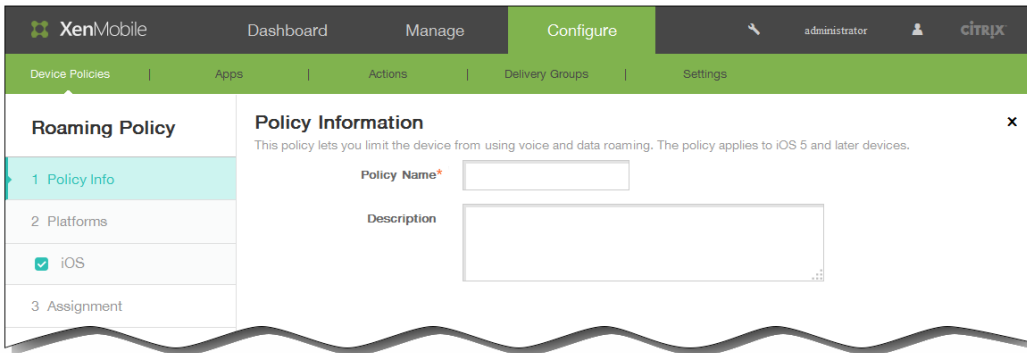 XenMobile Dashboard Manage Configure administrator CİTRIX
Device Policies | Apps | Actions | Delivery Groups | Settings
Roaming Policy
1 Policy Info
2 Platforms
iOS
3 Assignment
Policy Information
This policy lets you limit the device from using voice and data roaming. The policy applies to iOS 5 and later devices.
Policy Name*
Description